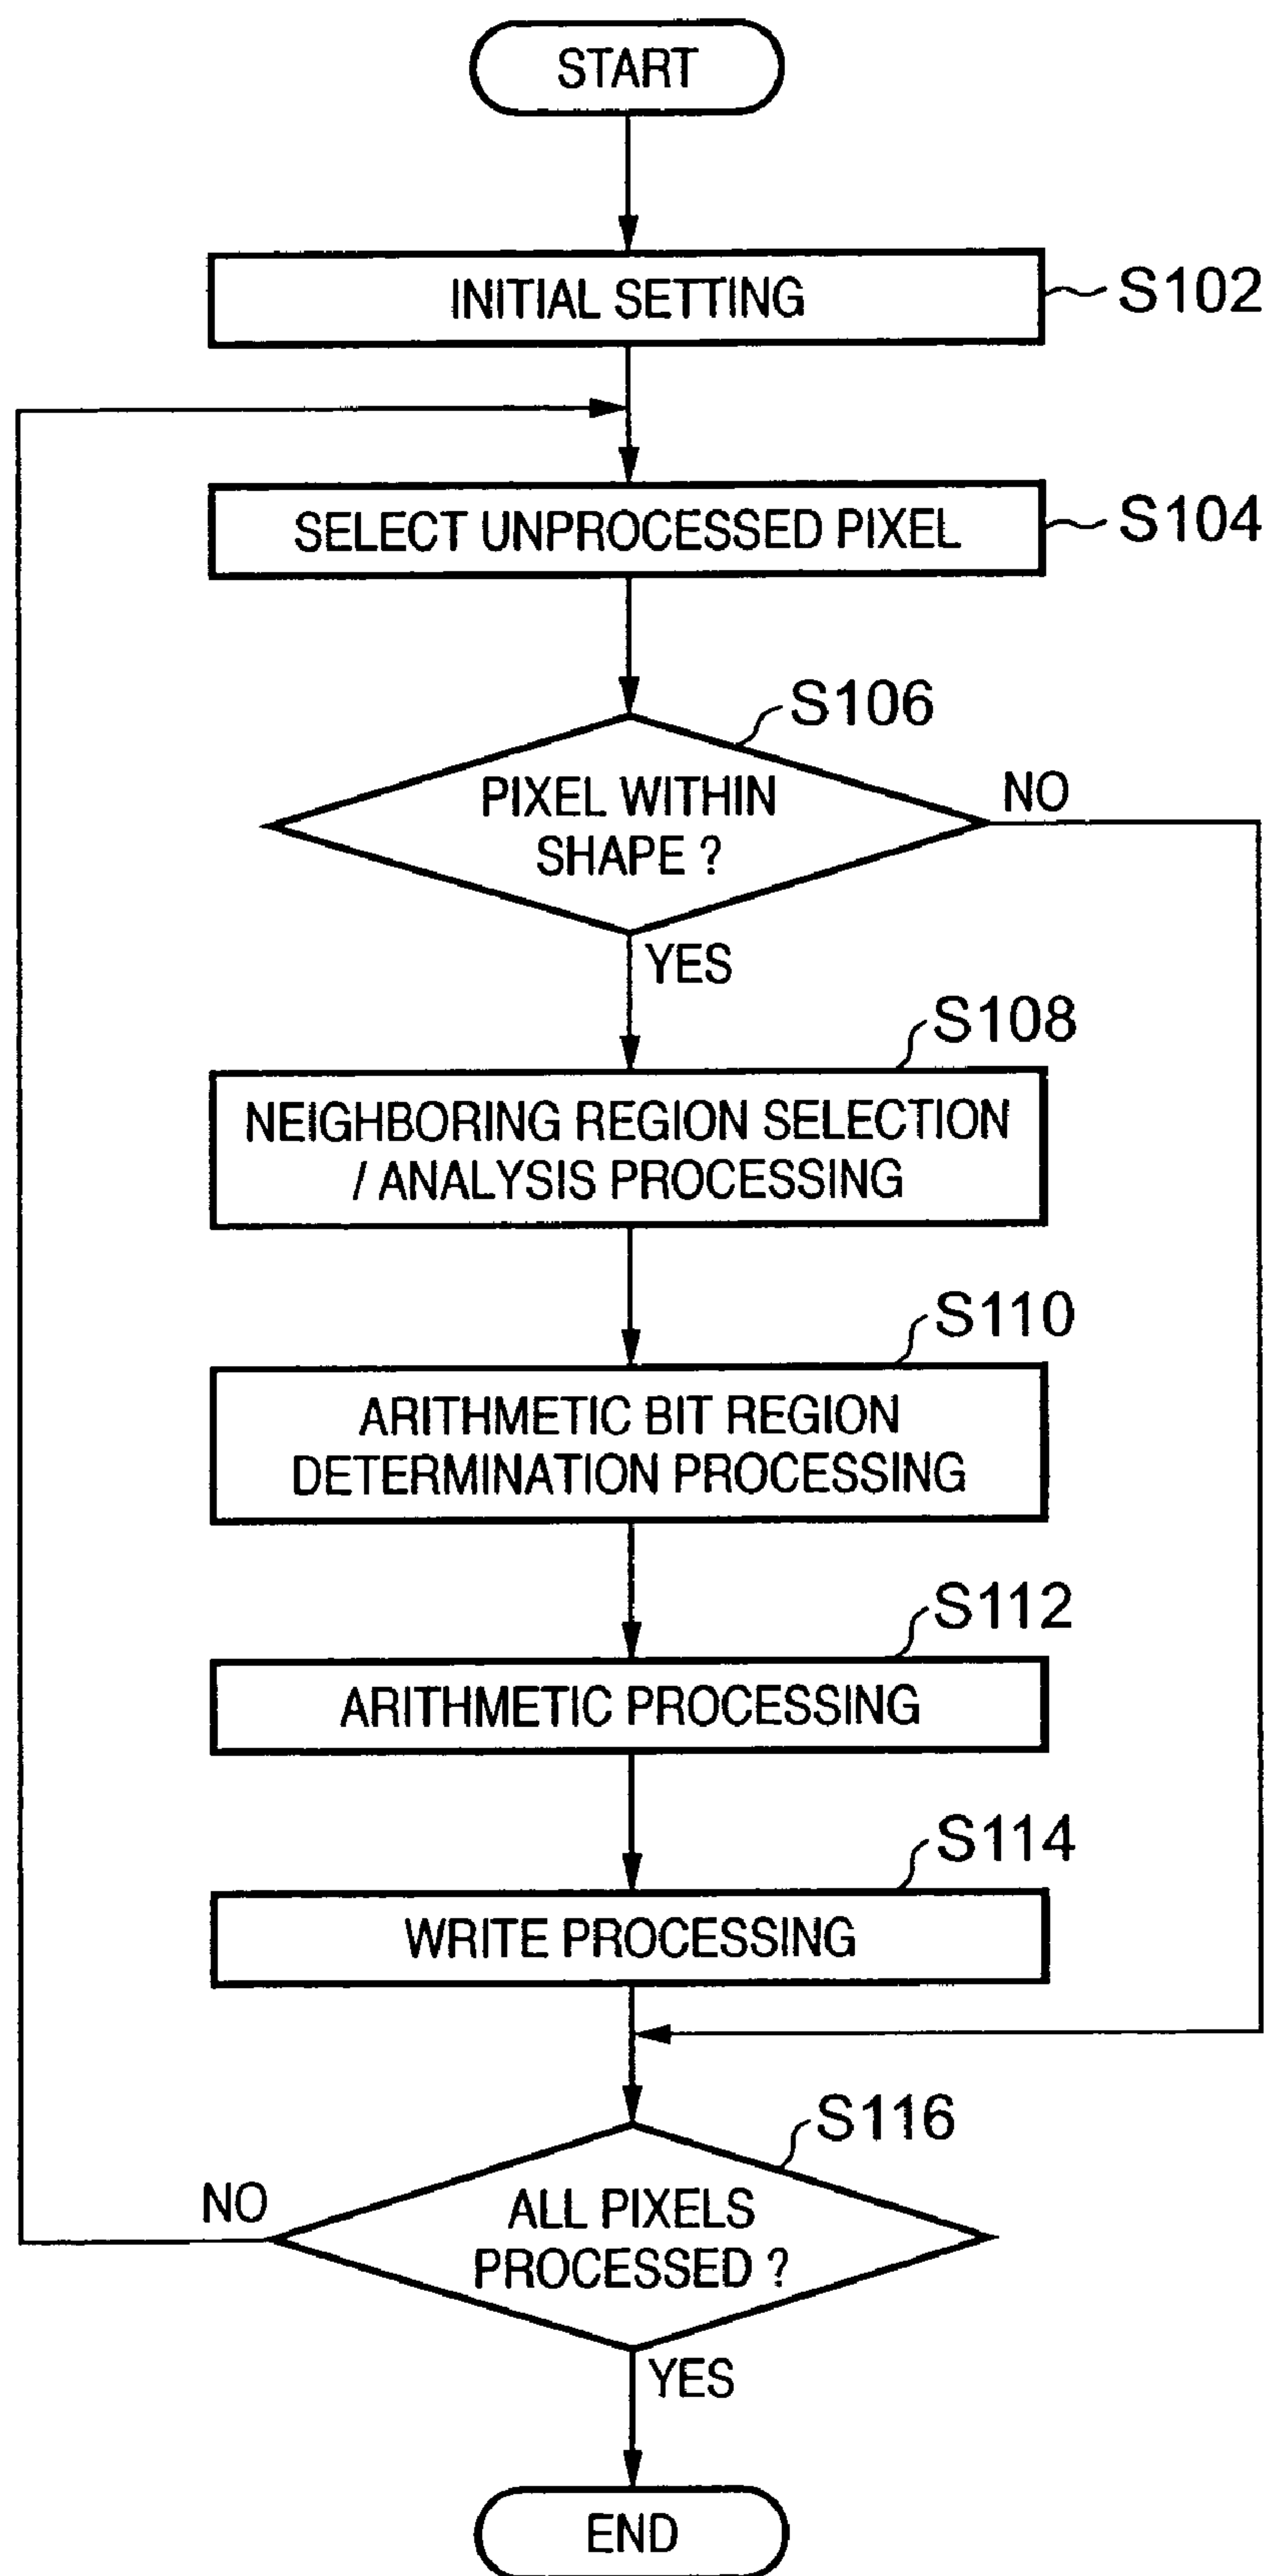 START
INITIAL SETTING
S102
SELECT UNPROCESSED PIXEL
S104
S106
PIXEL WITHIN
SHAPE ?
NO
YES
S108
NEIGHBORING REGION SELECTION
/ ANALYSIS PROCESSING
S110
ARITHMETIC BIT REGION
DETERMINATION PROCESSING
S112
ARITHMETIC PROCESSING
S114
WRITE PROCESSING
S116
ALL PIXELS
PROCESSED ?
NO
YES
END